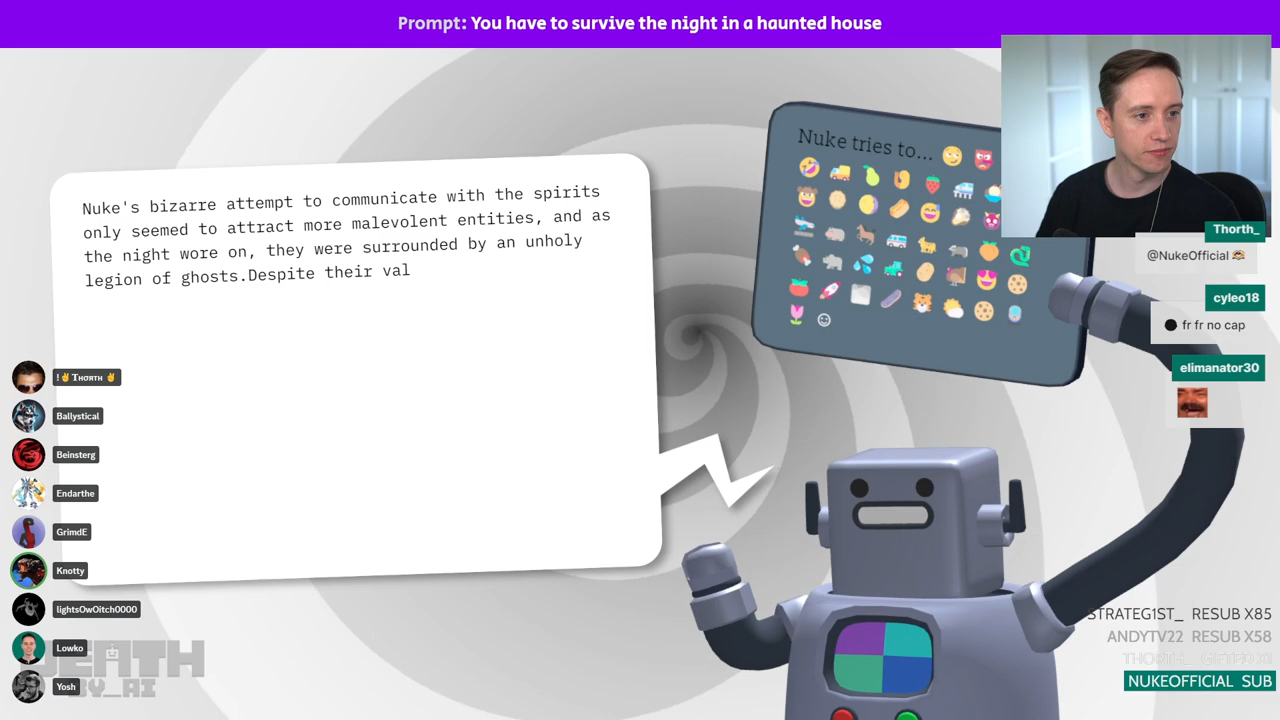 Prompt: You have to survive the night in a haunted house
Nuke's bizarre attempt to communicate with the spirits
only seemed to attract more malevolent entities, and as
the night wore on, they were surrounded by an unholy
legion of ghosts.Despite their val
Nuke tries to...
Thorth_
@NukeOfficial
cyleo18
fr fr no cap
elimanator30
! ✌ Tʜᴏʀᴛʜ ✌
Ballystical
Beinsterg
Endarthe
GrimdE
Knotty
lightsOwOitch0000
Lowko
Yosh
DEATH
BY_AI
STRATEG1ST_ RESUB X85
ANDYTV22 RESUB X58
NUKEOFFICIAL SUB